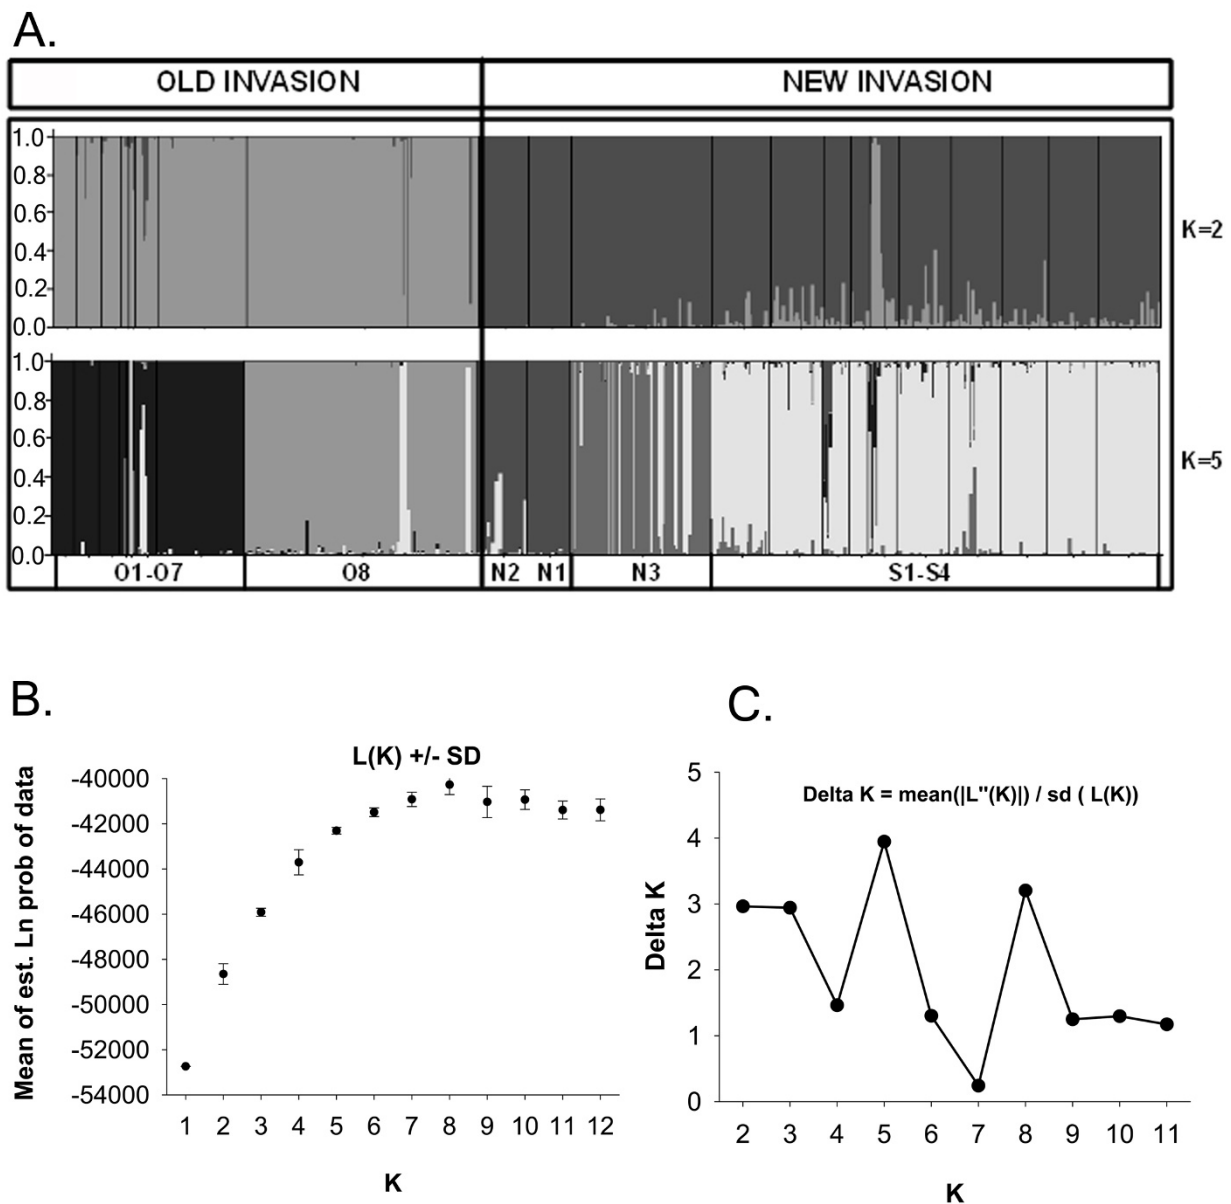 A.
OLD INVASION NEW INVASION
1.0
0.8
0.6
0.4
0.2
0.0
K=2
1.0
0.8
0.6
0.4
0.2
0.0
K=5
O1-O7 O8 N2 N1 N3 S1-S4
B.
L(K) +/- SD
Mean of est. Ln prob of data
-40000
-42000
-44000
-46000
-48000
-50000
-52000
-54000
1 2 3 4 5 6 7 8 9 10 11 12
K
C.
Delta K = mean(|L"(K)|) / sd ( L(K))
Delta K
5
4
3
2
1
0
2 3 4 5 6 7 8 9 10 11
K